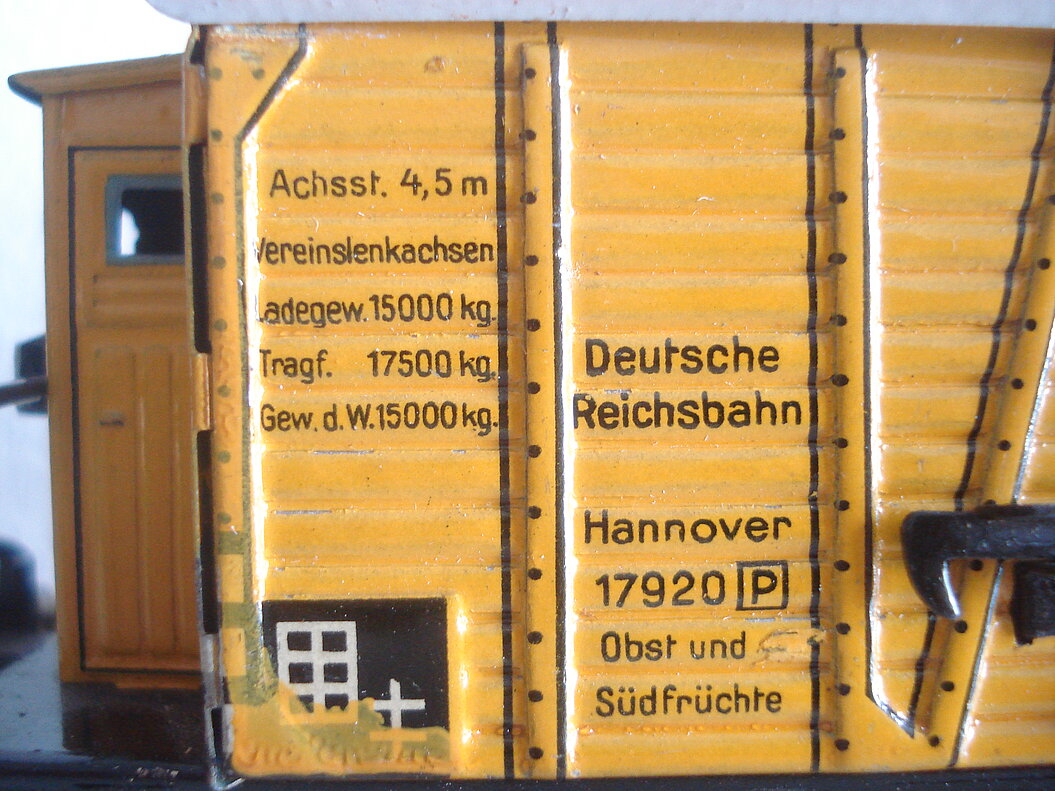 Achsst. 4,5 m
Vereinslenkachsen
Ladegew. 15000 kg.
Tragf. 17500 kg.
Gew. d. W. 15000 kg.
Deutsche
Reichsbahn
Hannover
17920 P
Obst und
Südfrüchte